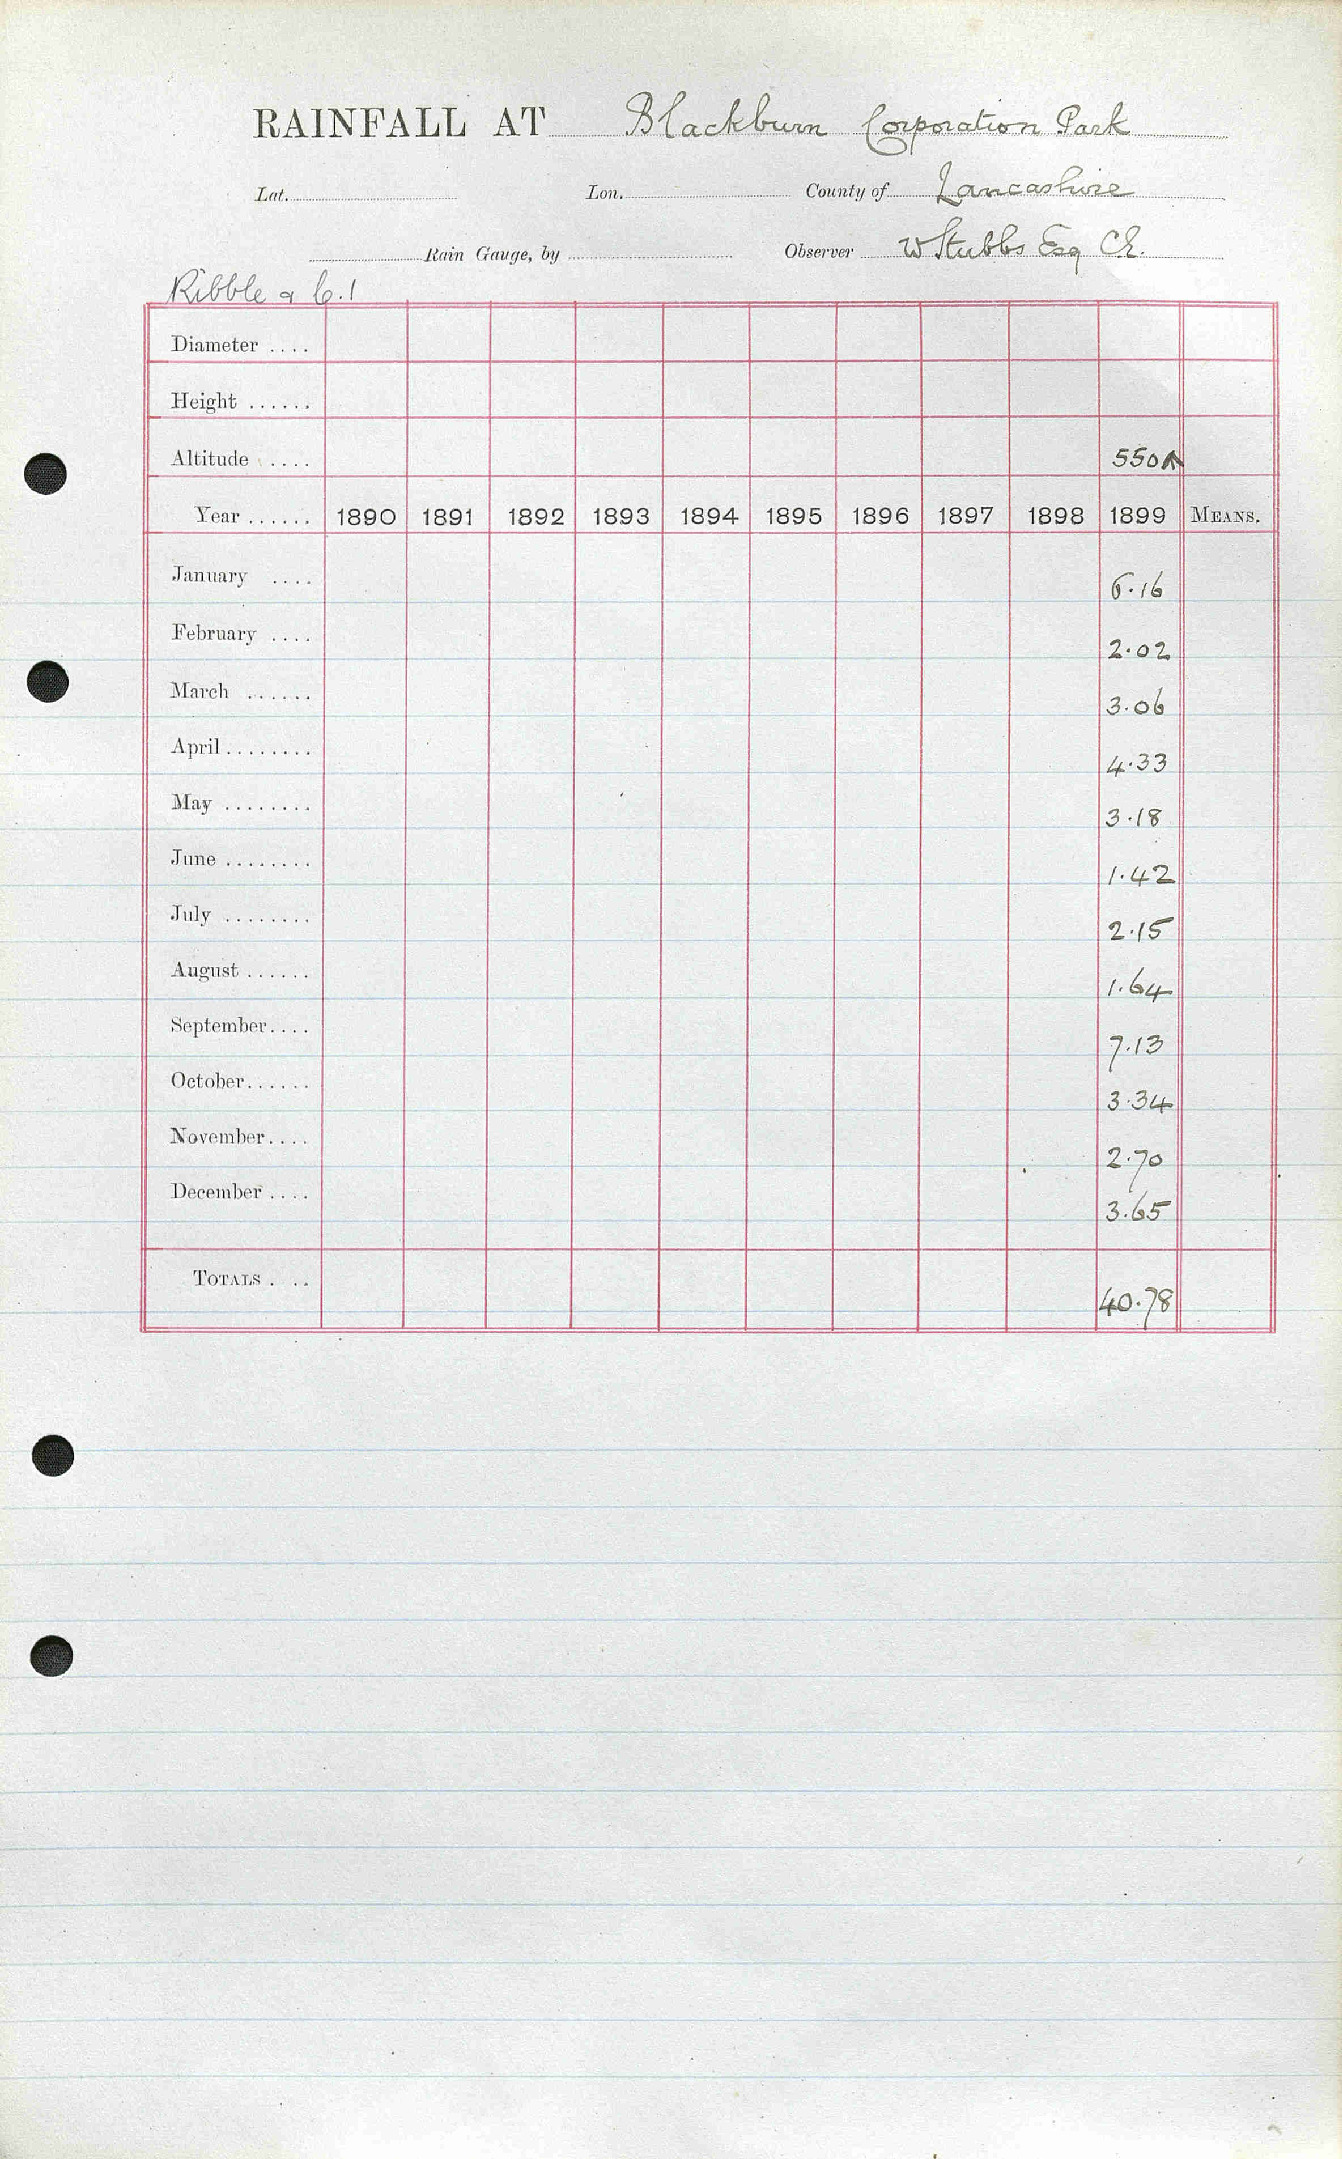 RAINFALL AT Blackburn Corporation Park
Lat. Lon. County of Lancashire
Rain Gauge, by Observer W Stubbs Esq CE.
Ribble
Diameter ....
Height ......
Altitude .... 550
Year ...... 1890 1891 1892 1893 1894 1895 1896 1897 1898 1899 MEANS.
January .... 6.16
February .... 2.02
March ...... 3.06
April ........ 4.33
May ........ 3.18
June ........ 1.42
July ........ 2.15
August ...... 1.64
September.... 7.13
October...... 3.34
November.... 2.70
December .... 3.65
TOTALS . .. 40.78